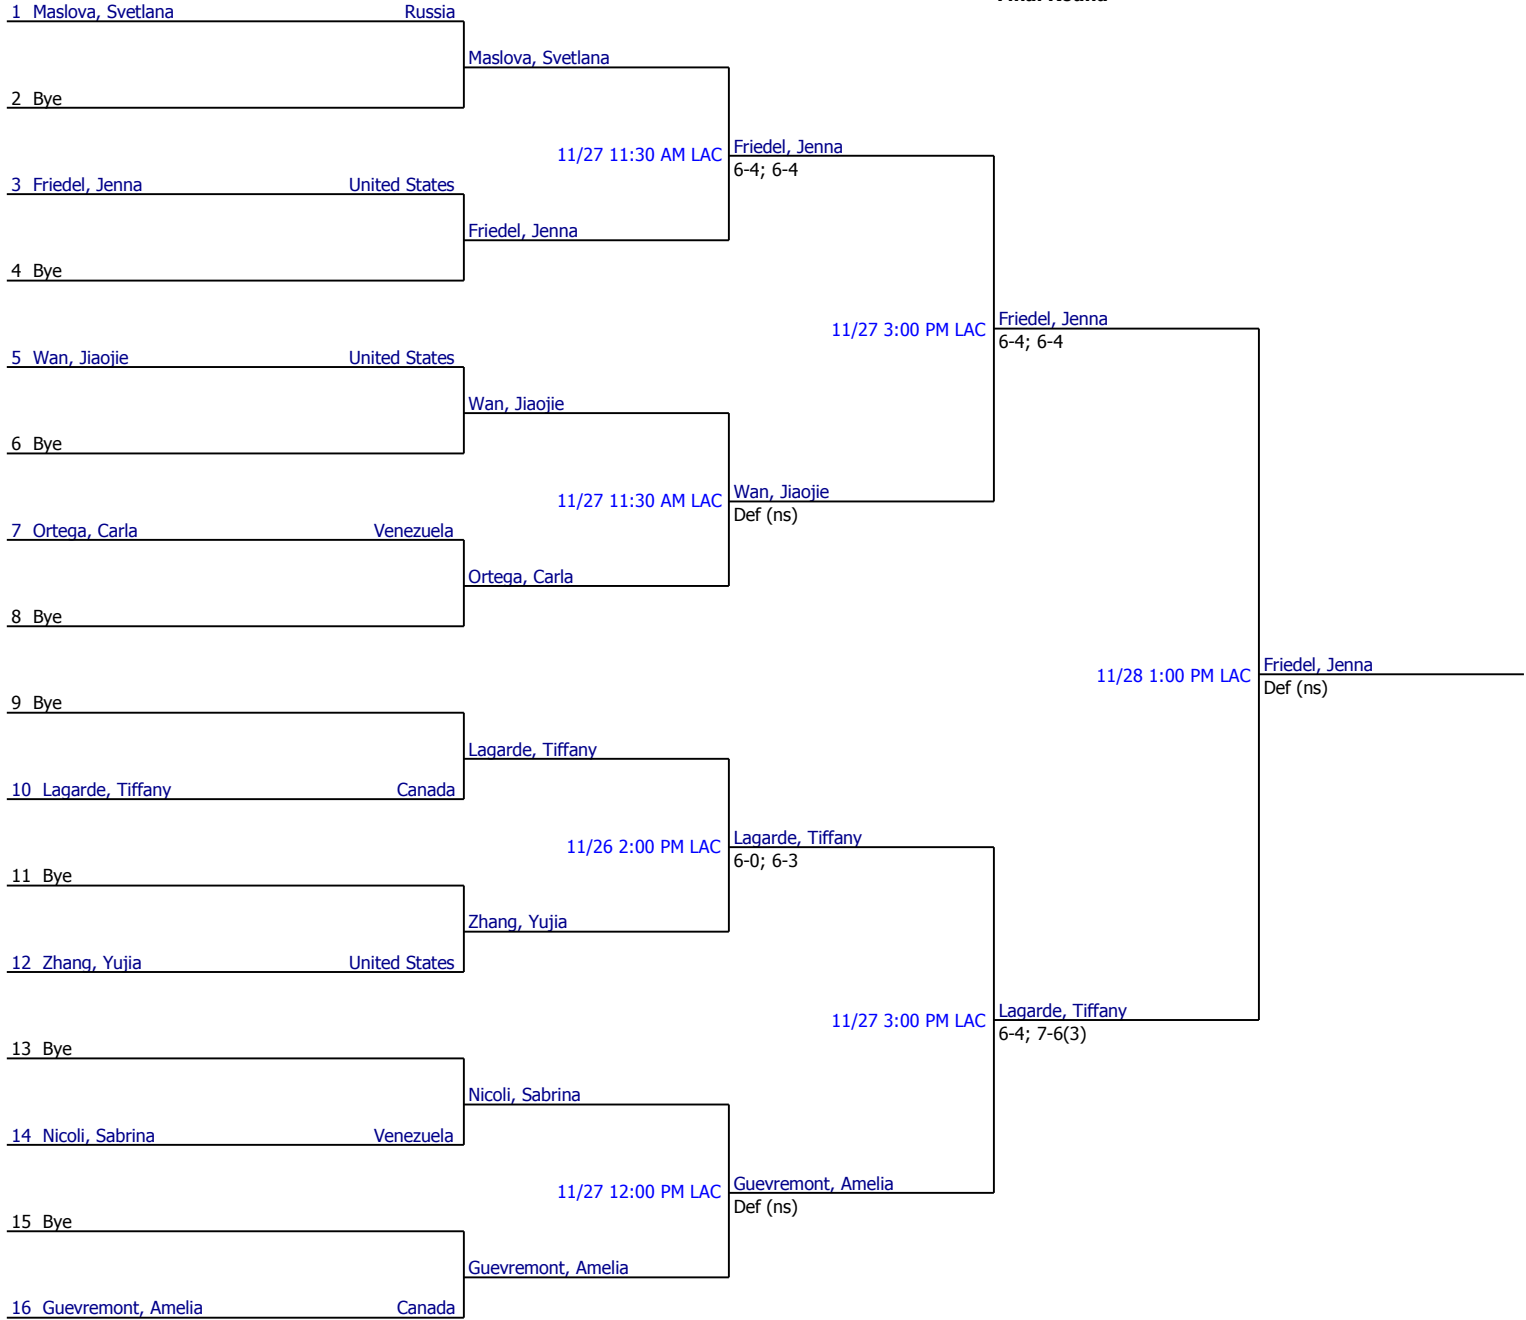 1 Maslova, Svetlana Russia
Maslova, Svetlana
2 Bye
11/27 11:30 AM LAC Friedel, Jenna
6-4; 6-4
3 Friedel, Jenna United States
Friedel, Jenna
4 Bye
11/27 3:00 PM LAC Friedel, Jenna
6-4; 6-4
5 Wan, Jiaojie United States
Wan, Jiaojie
6 Bye
11/27 11:30 AM LAC Wan, Jiaojie
Def (ns)
7 Ortega, Carla Venezuela
Ortega, Carla
8 Bye
11/28 1:00 PM LAC Friedel, Jenna
Def (ns)
9 Bye
Lagarde, Tiffany
10 Lagarde, Tiffany Canada
11/26 2:00 PM LAC Lagarde, Tiffany
6-0; 6-3
11 Bye
Zhang, Yujia
12 Zhang, Yujia United States
11/27 3:00 PM LAC Lagarde, Tiffany
6-4; 7-6(3)
13 Bye
Nicoli, Sabrina
14 Nicoli, Sabrina Venezuela
11/27 12:00 PM LAC Guevremont, Amelia
Def (ns)
15 Bye
Guevremont, Amelia
16 Guevremont, Amelia Canada